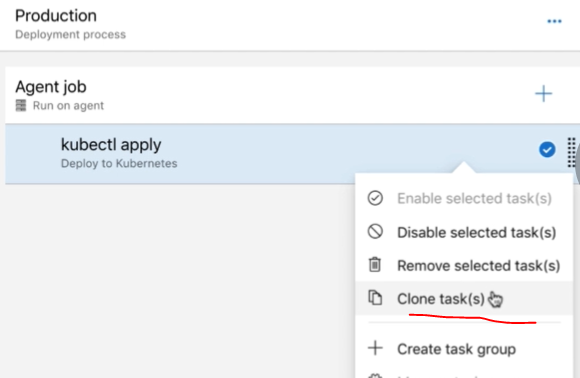 Production
Deployment process
Agent job
Run on agent
kubectl apply
Deploy to Kubernetes
Enable selected task(s)
Disable selected task(s)
Remove selected task(s)
Clone task(s)
Create task group